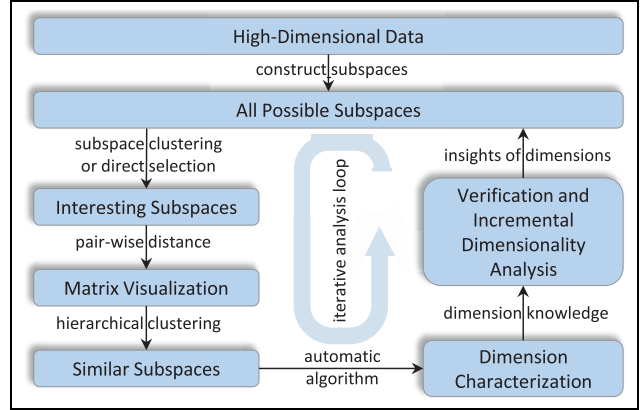 High-Dimensional Data
construct subspaces
All Possible Subspaces
subspace clustering
or direct selection
Interesting Subspaces
pair-wise distance
Matrix Visualization
hierarchical clustering
Similar Subspaces
iterative analysis loop
automatic
algorithm
insights of dimensions
Verification and
Incremental
Dimensionality
Analysis
dimension knowledge
Dimension
Characterization